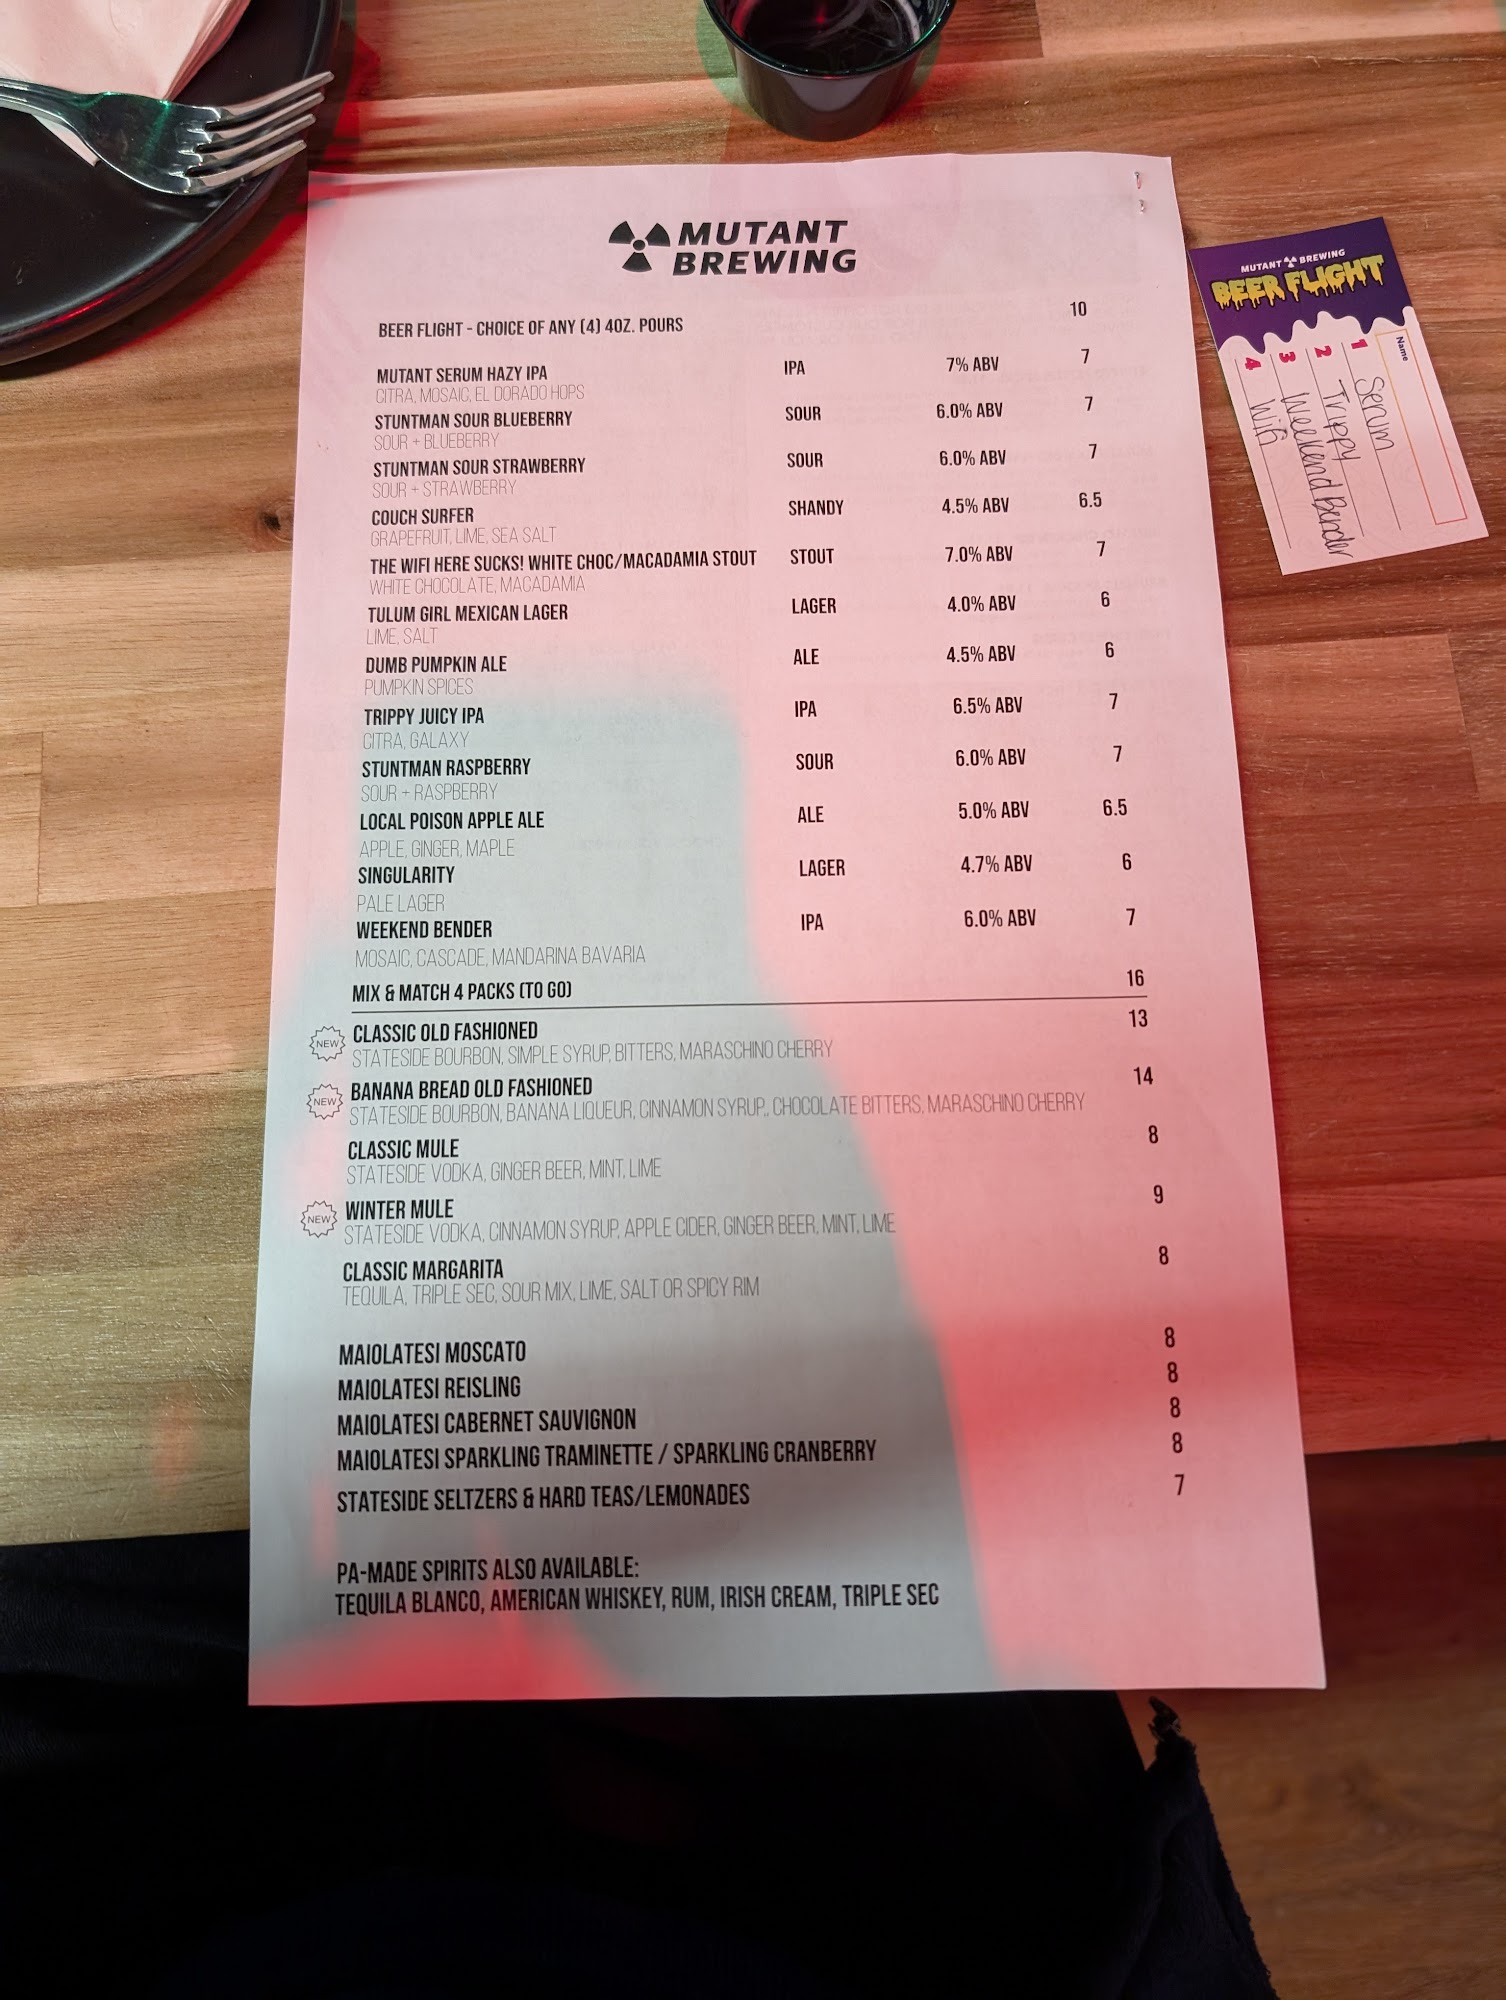 MUTANT
BREWING
BEER FLIGHT - CHOICE OF ANY (4) 4OZ. POURS 10
MUTANT SERUM HAZY IPA IPA 7% ABV 7
CITRA, MOSAIC, EL DORADO HOPS
STUNTMAN SOUR BLUEBERRY SOUR 6.0% ABV 7
SOUR + BLUEBERRY
STUNTMAN SOUR STRAWBERRY SOUR 6.0% ABV 7
SOUR + STRAWBERRY
COUCH SURFER SHANDY 4.5% ABV 6.5
GRAPEFRUIT, LIME, SEA SALT
THE WIFI HERE SUCKS! WHITE CHOC/MACADAMIA STOUT STOUT 7.0% ABV 7
WHITE CHOCOLATE, MACADAMIA
TULUM GIRL MEXICAN LAGER LAGER 4.0% ABV 6
LIME, SALT
DUMB PUMPKIN ALE ALE 4.5% ABV 6
PUMPKIN SPICES
TRIPPY JUICY IPA IPA 6.5% ABV 7
CITRA, GALAXY
STUNTMAN RASPBERRY SOUR 6.0% ABV 7
SOUR + RASPBERRY
LOCAL POISON APPLE ALE ALE 5.0% ABV 6.5
APPLE, GINGER, MAPLE
SINGULARITY LAGER 4.7% ABV 6
PALE LAGER
WEEKEND BENDER IPA 6.0% ABV 7
MOSAIC, CASCADE, MANDARINA BAVARIA
MIX & MATCH 4 PACKS (TO GO) 16
NEW CLASSIC OLD FASHIONED 13
STATESIDE BOURBON, SIMPLE SYRUP, BITTERS, MARASCHINO CHERRY
NEW BANANA BREAD OLD FASHIONED 14
STATESIDE BOURBON, BANANA LIQUEUR, CINNAMON SYRUP,, CHOCOLATE BITTERS, MARASCHINO CHERRY
CLASSIC MULE 8
STATESIDE VODKA, GINGER BEER, MINT, LIME
NEW WINTER MULE 9
STATESIDE VODKA, CINNAMON SYRUP, APPLE CIDER, GINGER BEER, MINT, LIME
CLASSIC MARGARITA 8
TEQUILA, TRIPLE SEC, SOUR MIX, LIME, SALT OR SPICY RIM
MAIOLATESI MOSCATO 8
MAIOLATESI REISLING 8
MAIOLATESI CABERNET SAUVIGNON 8
MAIOLATESI SPARKLING TRAMINETTE / SPARKLING CRANBERRY 8
STATESIDE SELTZERS & HARD TEAS/LEMONADES 7
PA-MADE SPIRITS ALSO AVAILABLE:
TEQUILA BLANCO, AMERICAN WHISKEY, RUM, IRISH CREAM, TRIPLE SEC
MUTANT BREWING
BEER FLIGHT
Name
1 Serum
2 Trippy
3 Weekend Bender
4 Wifi